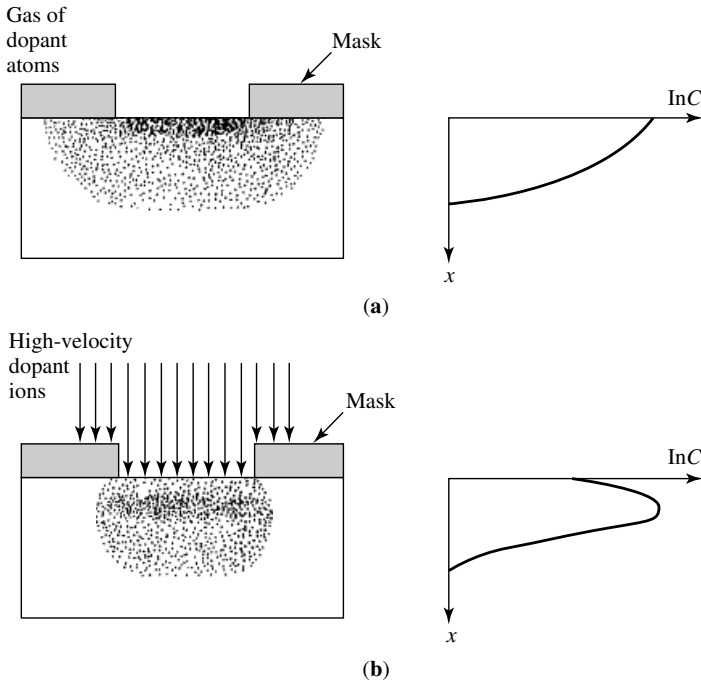 Gas of
dopant
atoms
Mask
lnC
x
(a)
High-velocity
dopant
ions
Mask
lnC
x
(b)